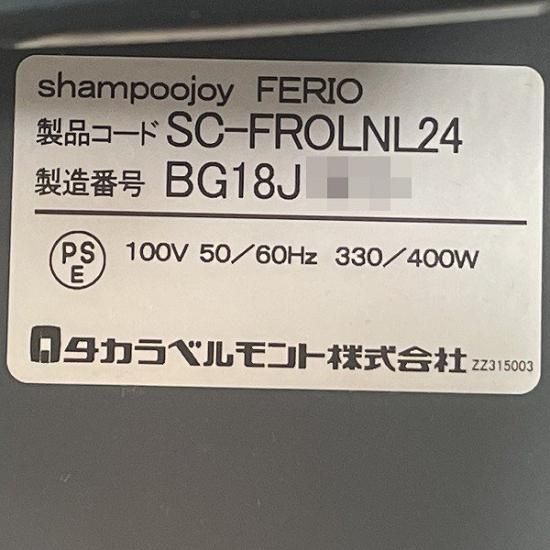 shampoojoy FERIO
製品コード SC-FROLNL24
製造番号 BG18J
PSE 100V 50/60Hz 330/400W
タカラベルモント株式会社 ZZ315003